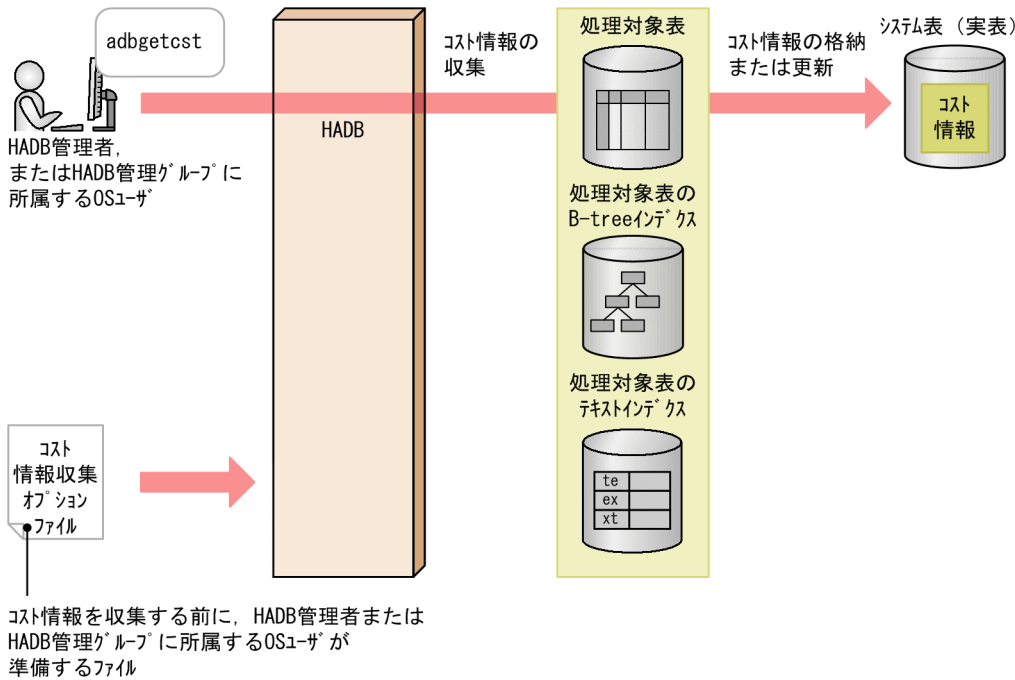 adbgetcst
HADB管理者,
またはHADB管理ｸﾞﾙｰﾌﾟに
所属するOSﾕｰｻﾞ
HADB
ｺｽﾄ情報の
収集
処理対象表
ｺｽﾄ情報の格納
または更新
ｼｽﾃﾑ表（実表）
ｺｽﾄ
情報
処理対象表の
B-treeｲﾝﾃﾞｸｽ
処理対象表の
ﾃｷｽﾄｲﾝﾃﾞｸｽ
te
ex
xt
ｺｽﾄ
情報収集
ｵﾌﾟｼｮﾝ
ﾌｧｲﾙ
ｺｽﾄ情報を収集する前に，HADB管理者または
HADB管理ｸﾞﾙｰﾌﾟに所属するOSﾕｰｻﾞが
準備するﾌｧｲﾙ